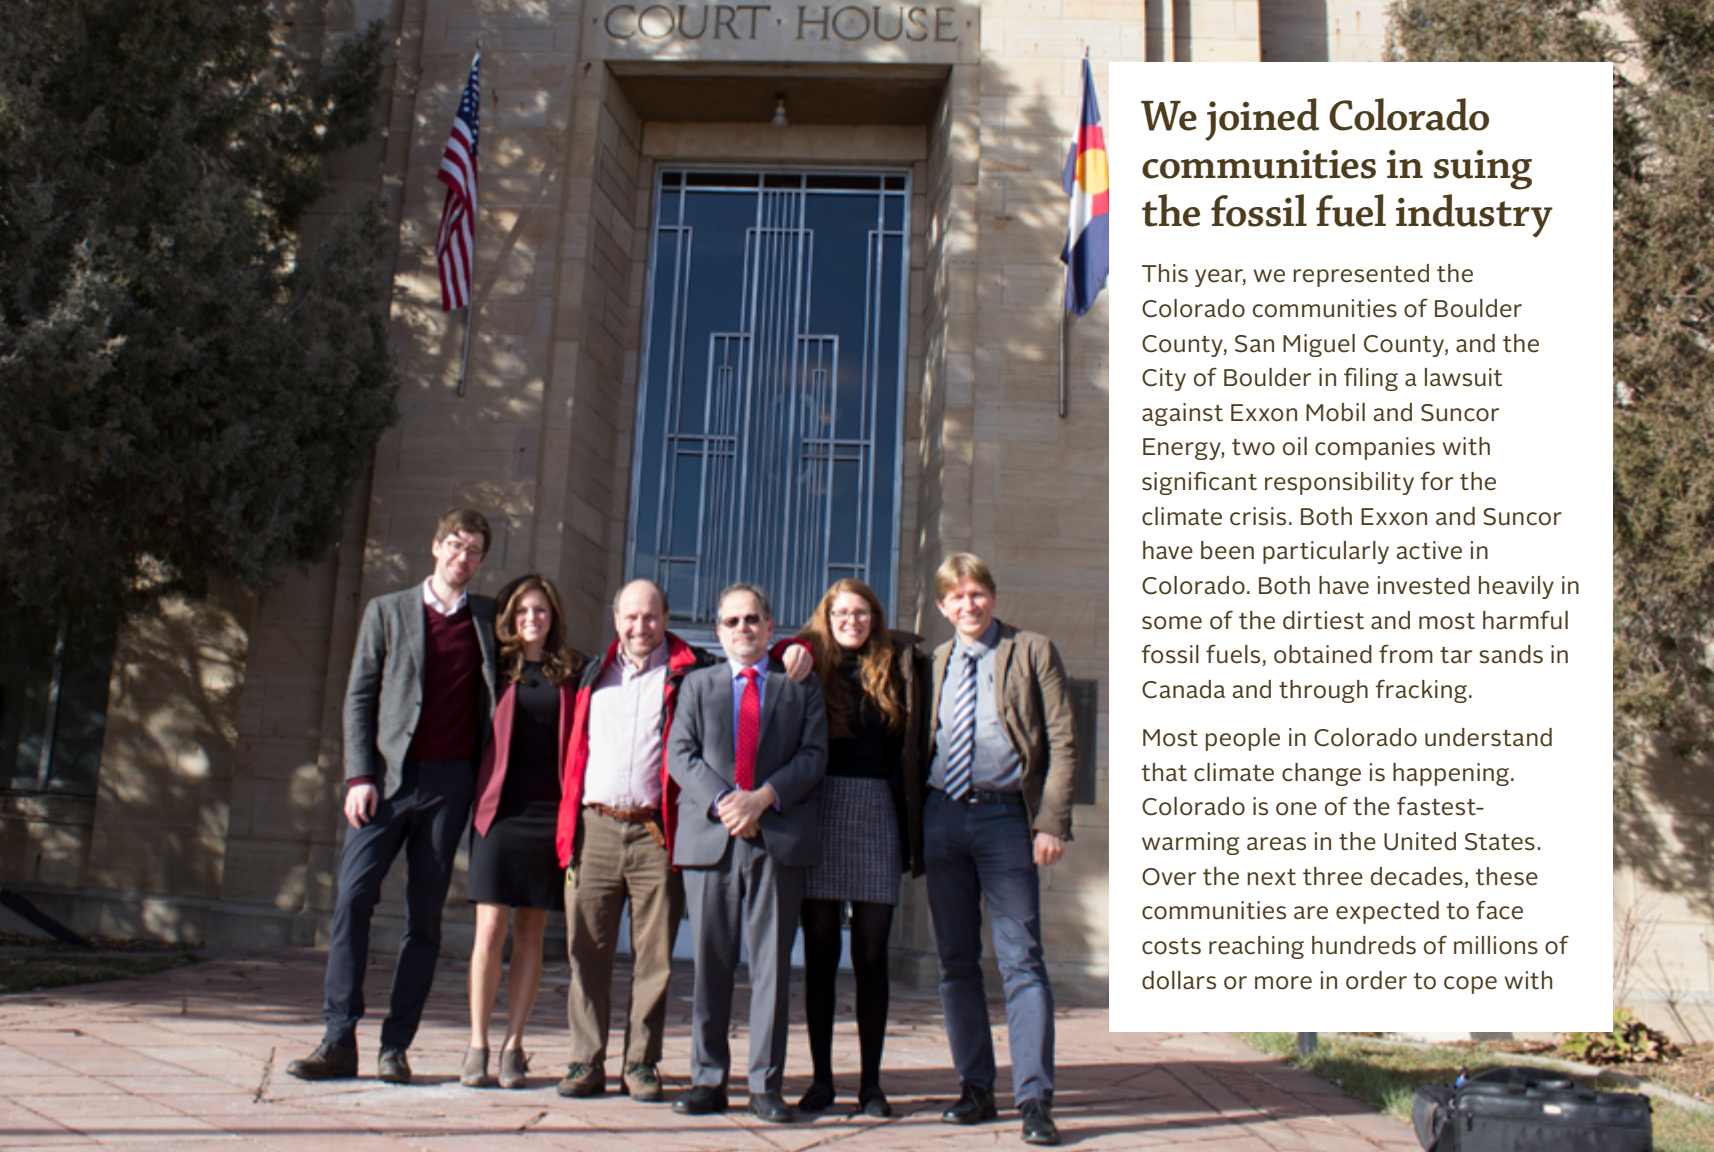 · COURT · HOUSE ·
We joined Colorado
communities in suing
the fossil fuel industry
This year, we represented the
Colorado communities of Boulder
County, San Miguel County, and the
City of Boulder in filing a lawsuit
against Exxon Mobil and Suncor
Energy, two oil companies with
significant responsibility for the
climate crisis. Both Exxon and Suncor
have been particularly active in
Colorado. Both have invested heavily in
some of the dirtiest and most harmful
fossil fuels, obtained from tar sands in
Canada and through fracking.
Most people in Colorado understand
that climate change is happening.
Colorado is one of the fastest-
warming areas in the United States.
Over the next three decades, these
communities are expected to face
costs reaching hundreds of millions of
dollars or more in order to cope with